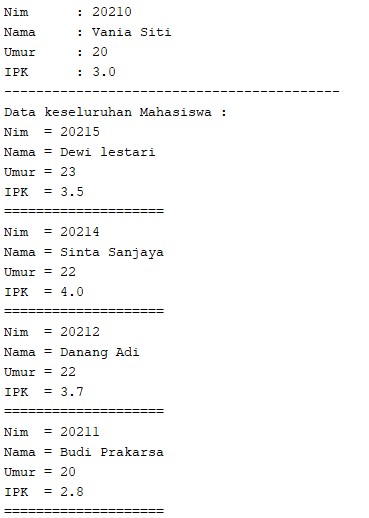 Nim      : 20210
Nama     : Vania Siti
Umur     : 20
IPK      : 3.0
------------------------------------------
Data keseluruhan Mahasiswa :
Nim  = 20215
Nama = Dewi lestari
Umur = 23
IPK  = 3.5
====================
Nim  = 20214
Nama = Sinta Sanjaya
Umur = 22
IPK  = 4.0
====================
Nim  = 20212
Nama = Danang Adi
Umur = 22
IPK  = 3.7
====================
Nim  = 20211
Nama = Budi Prakarsa
Umur = 20
IPK  = 2.8
====================